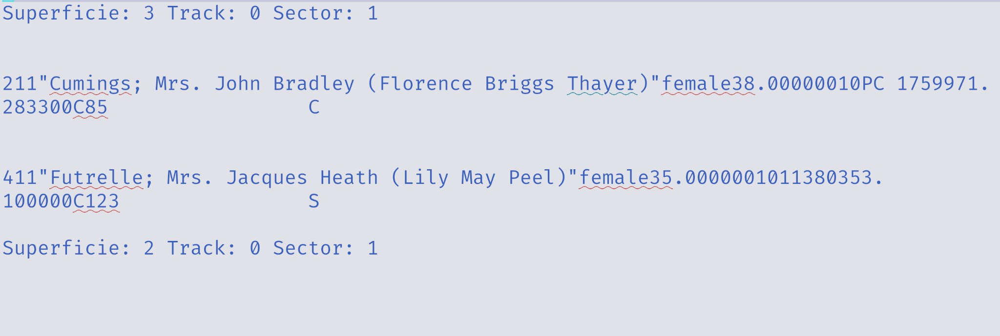 Superficie: 3 Track: 0 Sector: 1
211"Cumings; Mrs. John Bradley (Florence Briggs Thayer)"female38.00000010PC 1759971.
283300C85                 C
411"Futrelle; Mrs. Jacques Heath (Lily May Peel)"female35.0000001011380353.
100000C123                S
Superficie: 2 Track: 0 Sector: 1